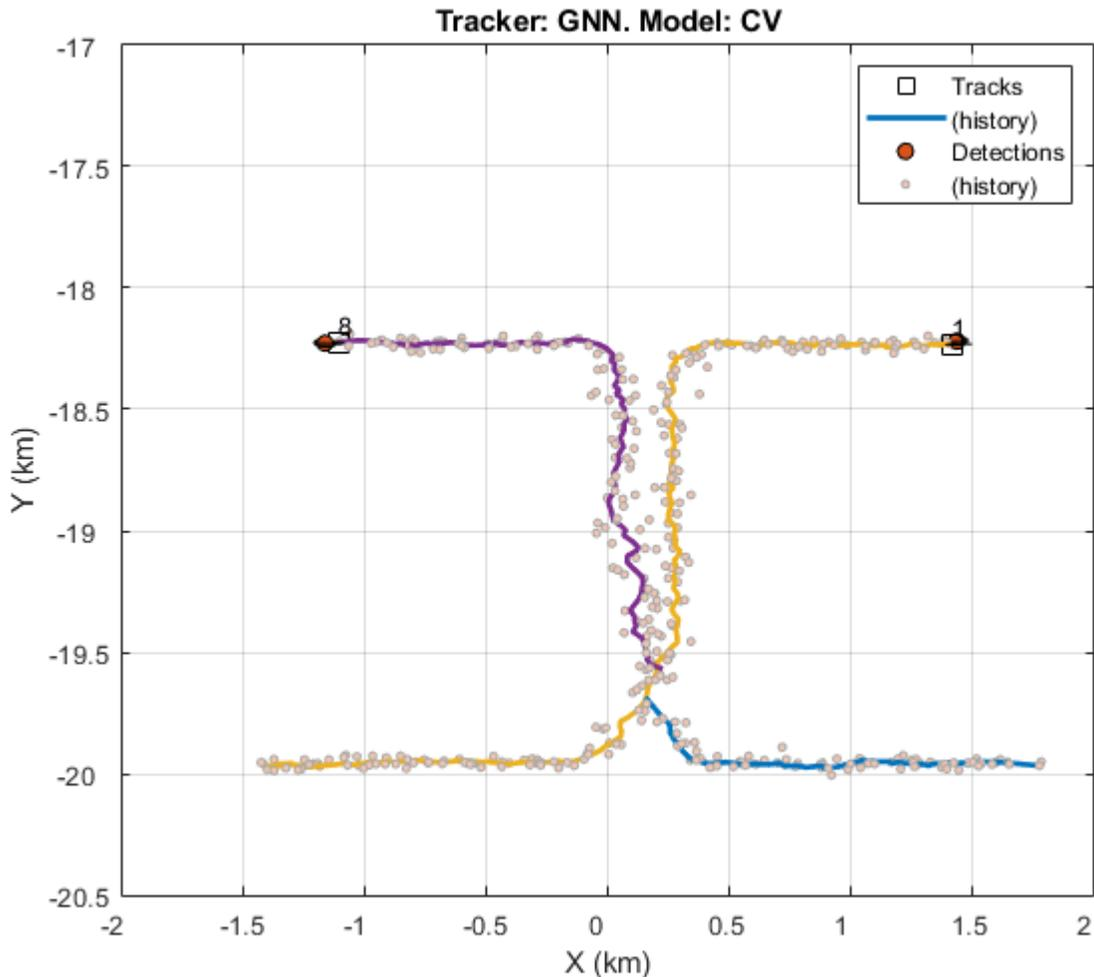 Tracker: GNN. Model: CV
-17
-17.5
-18
-18.5
-19
-19.5
-20
-20.5
Y (km)
Tracks
(history)
Detections
(history)
8
1
-2
-1.5
-1
-0.5
0
0.5
1
1.5
2
X (km)